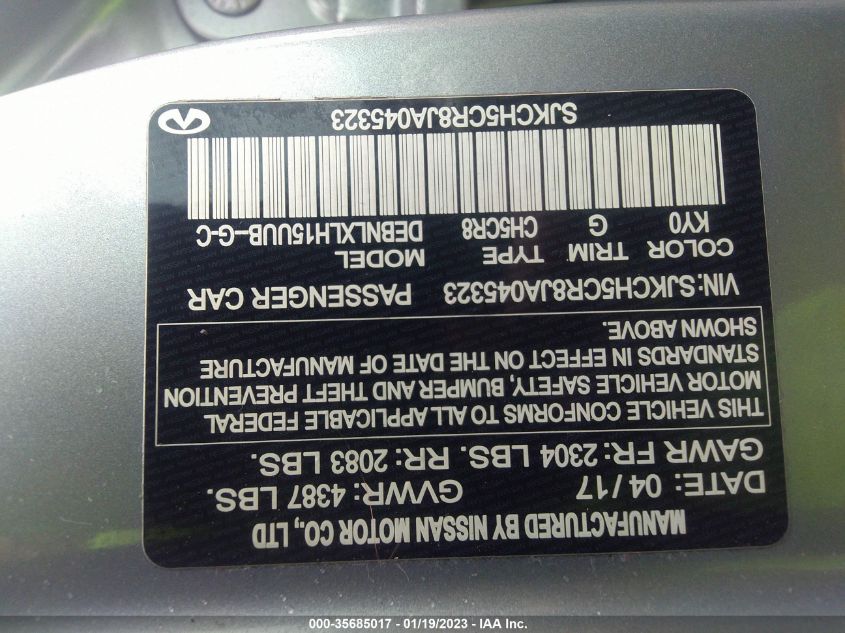 MANUFACTURED BY NISSAN MOTOR CO., LTD
DATE: 04/17 GVWR: 4387 LBS.
GAWR FR: 2304 LBS. RR: 2083 LBS.
THIS VEHICLE CONFORMS TO ALL APPLICABLE FEDERAL
MOTOR VEHICLE SAFETY, BUMPER AND THEFT PREVENTION
STANDARDS IN EFFECT ON THE DATE OF MANUFACTURE
SHOWN ABOVE.
VIN:SJKCH5CR8JA045323 PASSENGER CAR
COLOR TRIM TYPE MODEL
KY0 G CH5CR8 DEBNLXLH15UUB-G-C
SJKCH5CR8JA045323
000-35685017 - 01/19/2023 - IAA Inc.